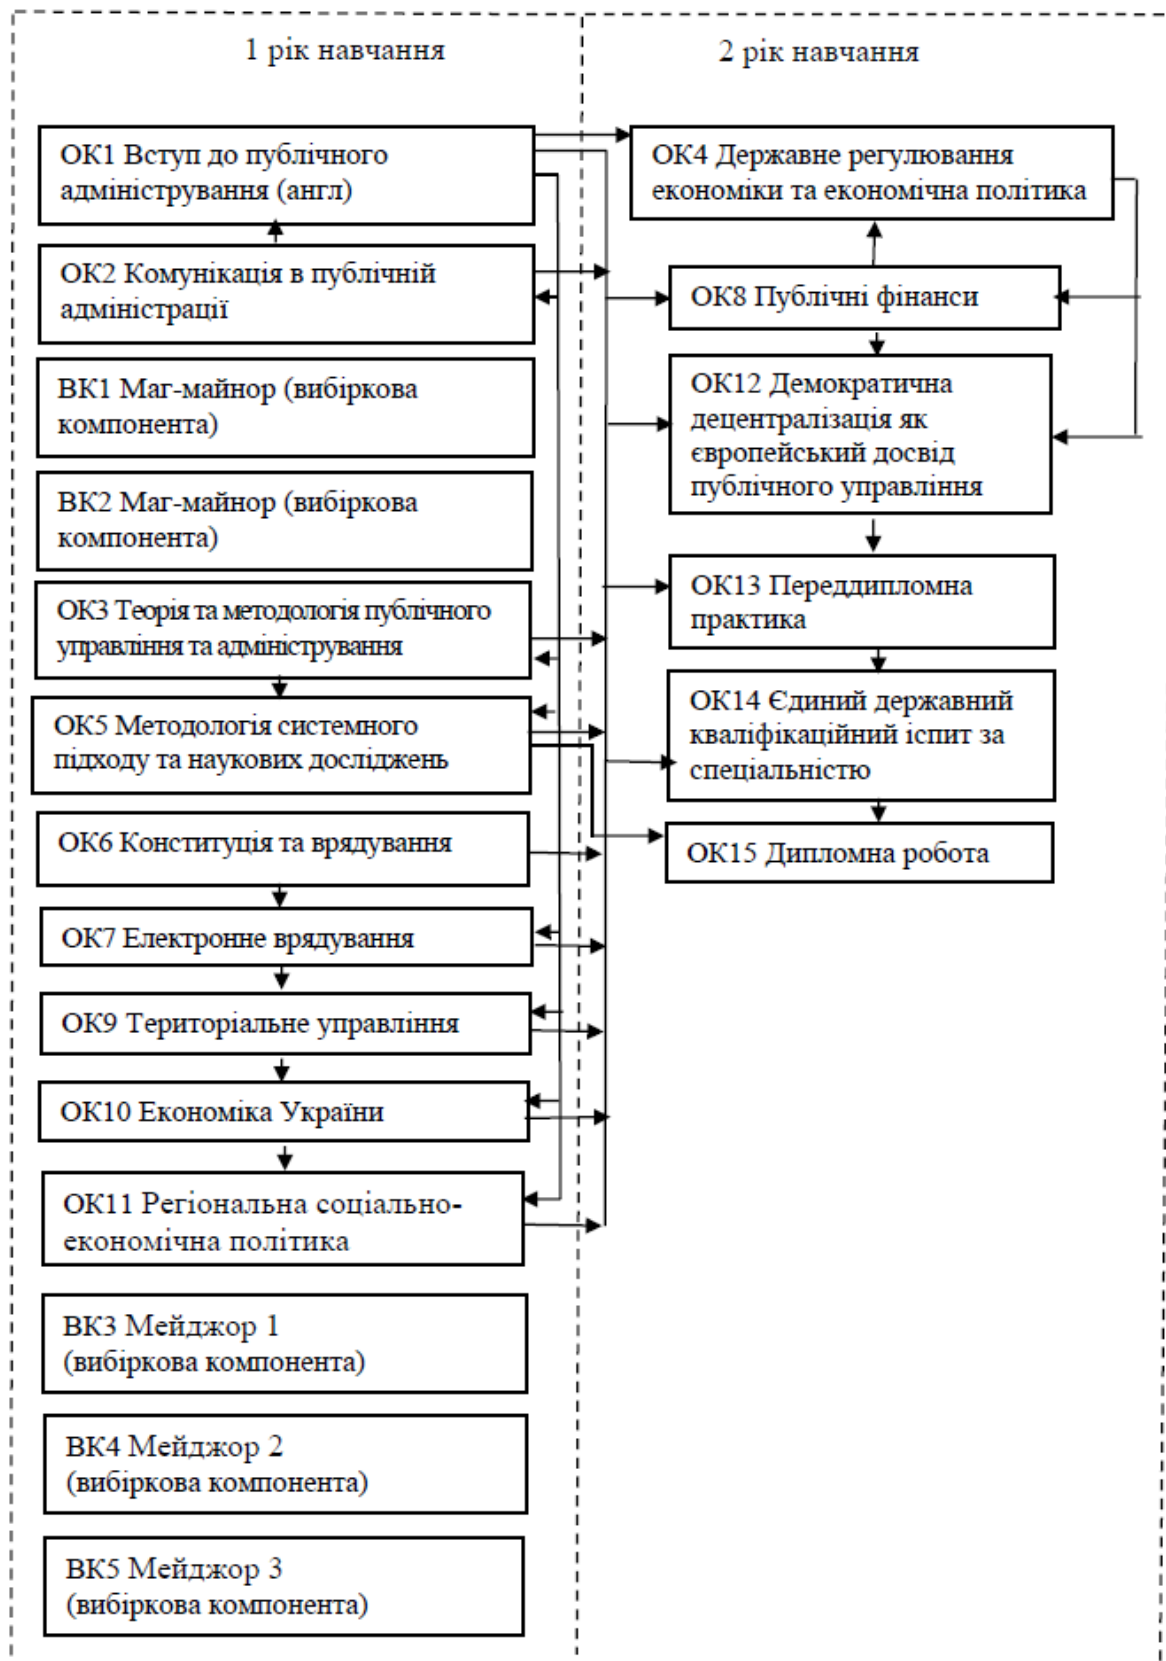 1 рік навчання
ОК1 Вступ до публічного
адміністрування (англ)
ОК2 Комунікація в публічній
адміністрації
ВК1 Маг-майнор (вибіркова
компонента)
ВК2 Маг-майнор (вибіркова
компонента)
ОК3 Теорія та методологія публічного
управління та адміністрування
ОК5 Методологія системного
підходу та наукових досліджень
ОК6 Конституція та врядування
ОК7 Електронне врядування
ОК9 Територіальне управління
ОК10 Економіка України
ОК11 Регіональна соціально-
економічна політика
ВК3 Мейджор 1
(вибіркова компонента)
ВК4 Мейджор 2
(вибіркова компонента)
ВК5 Мейджор 3
(вибіркова компонента)
2 рік навчання
ОК4 Державне регулювання
економіки та економічна політика
ОК8 Публічні фінанси
ОК12 Демократична
децентралізація як
європейський досвід
публічного управління
ОК13 Переддипломна
практика
ОК14 Єдиний державний
кваліфікаційний іспит за
спеціальністю
ОК15 Дипломна робота